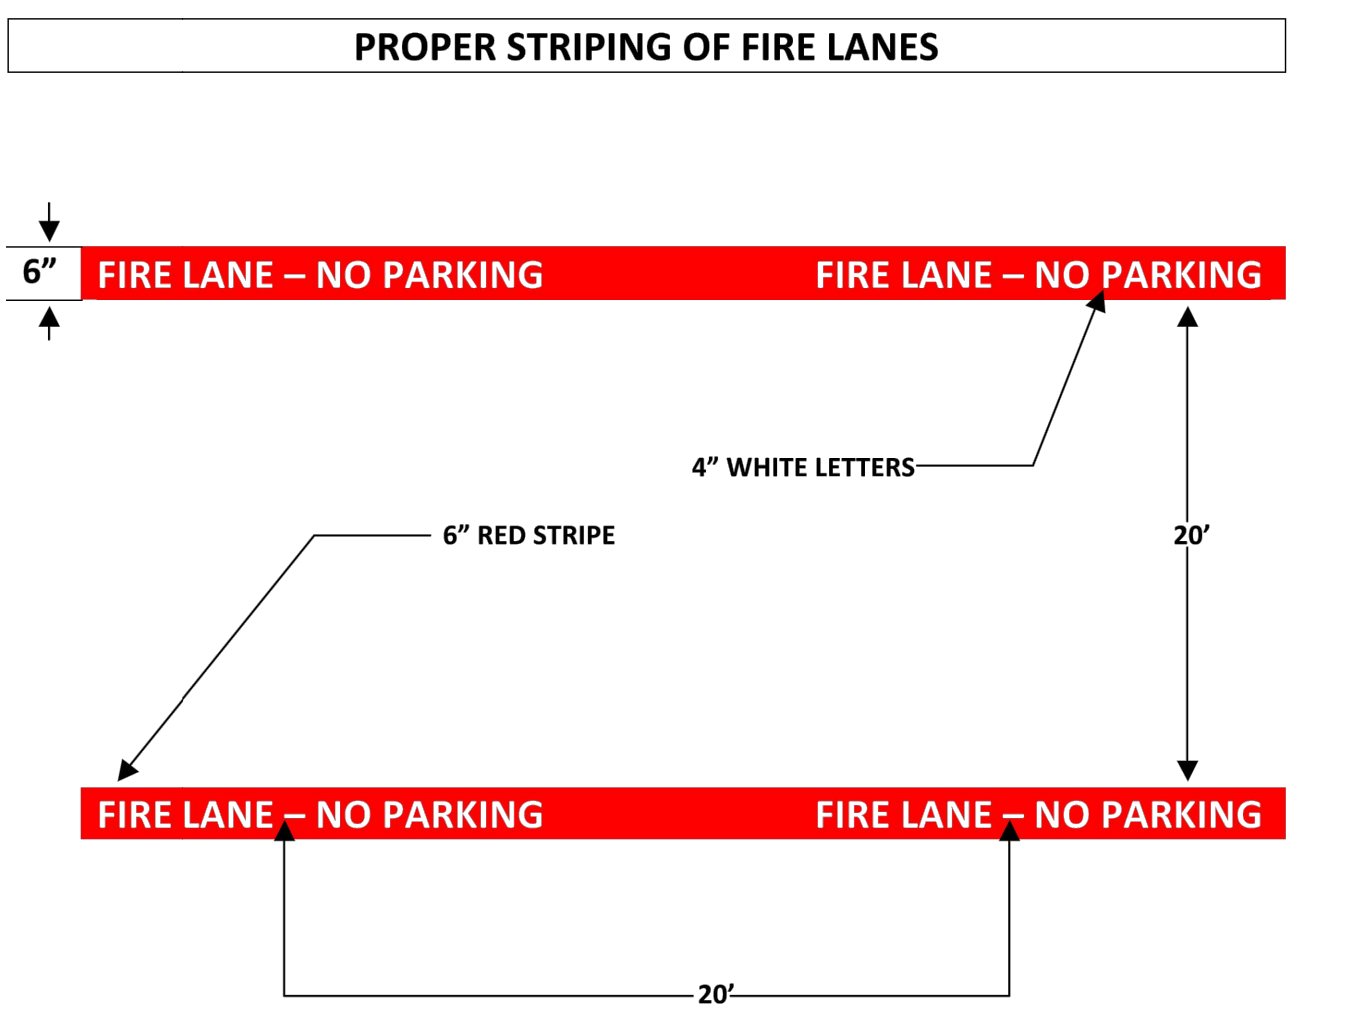 PROPER STRIPING OF FIRE LANES
6”
FIRE LANE – NO PARKING
FIRE LANE – NO PARKING
4” WHITE LETTERS
6” RED STRIPE
20’
FIRE LANE – NO PARKING
FIRE LANE – NO PARKING
20’